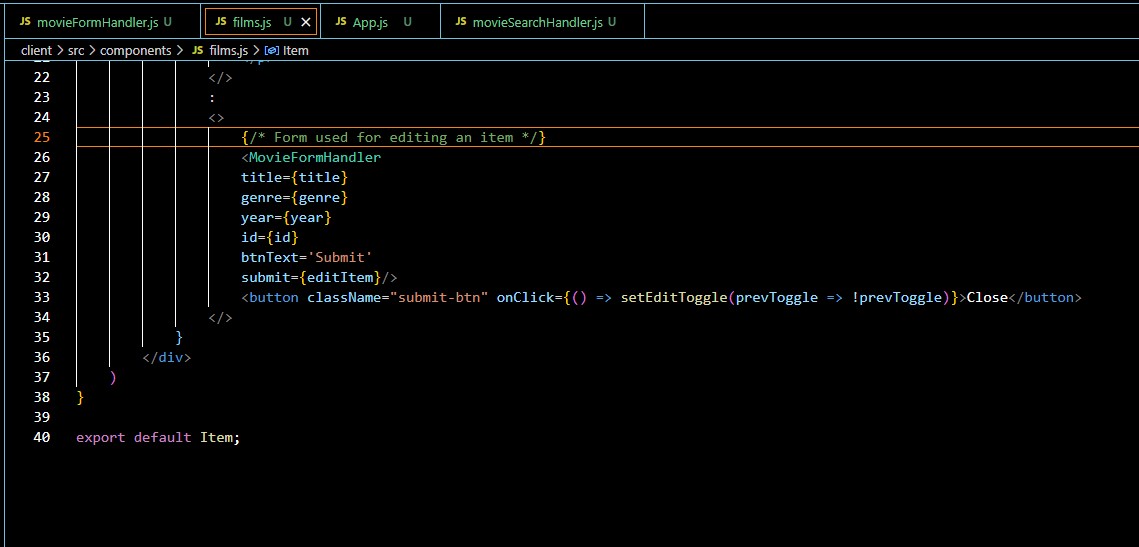 JS movieFormHandler.js U JS films.js U × JS App.js U JS movieSearchHandler.js U
client > src > components > JS films.js > Item
22 </>
23 :
24 <>
25 {/* Form used for editing an item */}
26 <MovieFormHandler
27 title={title}
28 genre={genre}
29 year={year}
30 id={id}
31 btnText='Submit'
32 submit={editItem}/>
33 <button className="submit-btn" onClick={() => setEditToggle(prevToggle => !prevToggle)}>Close</button>
34 </>
35 }
36 </div>
37 )
38 }
39
40 export default Item;